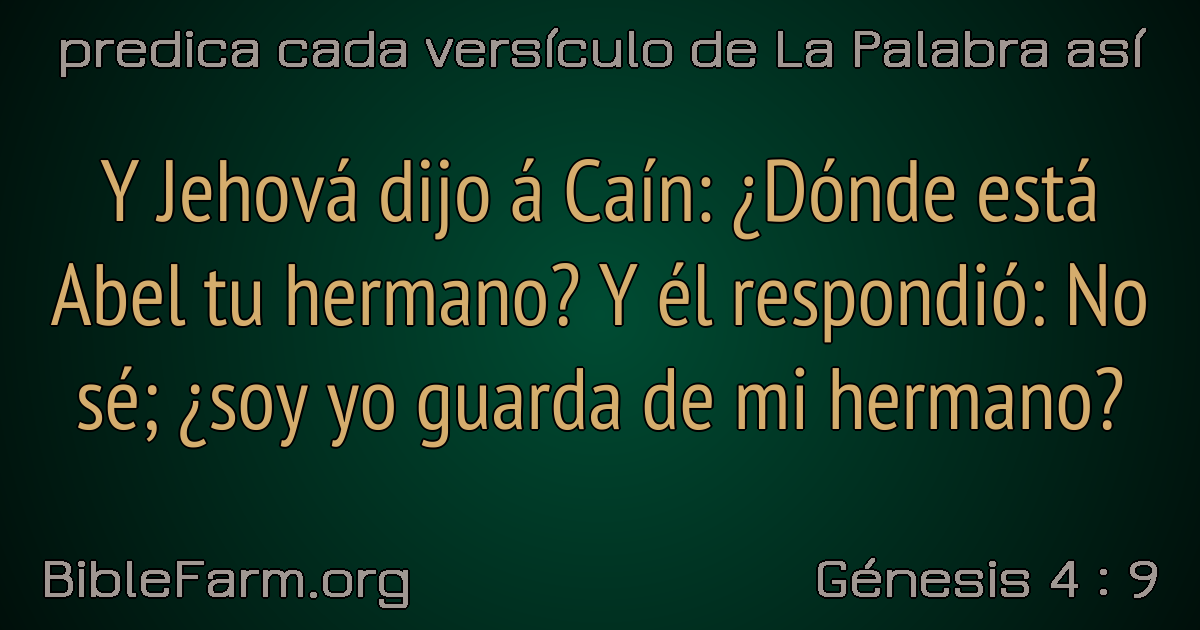 predica cada versículo de La Palabra así
Y Jehová dijo á Caín: ¿Dónde está
Abel tu hermano? Y él respondió: No
sé; ¿soy yo guarda de mi hermano?
BibleFarm.org
Génesis 4 : 9